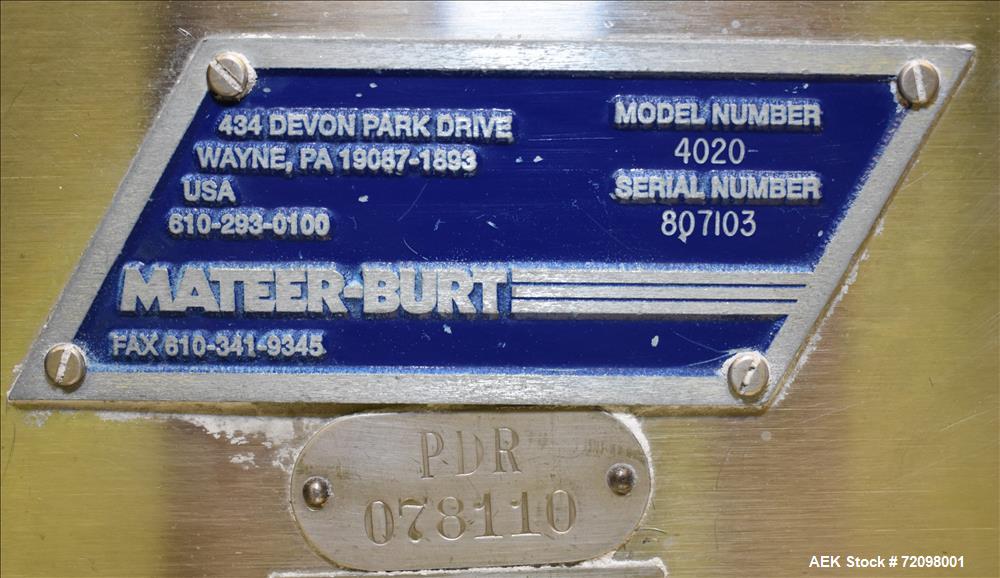 434 DEVON PARK DRIVE
WAYNE, PA 19087-1893
USA
610-293-0100
MODEL NUMBER
4020
SERIAL NUMBER
807103
MATEER-BURT
FAX 610-341-9345
PDR
078110
AEK Stock # 72098001